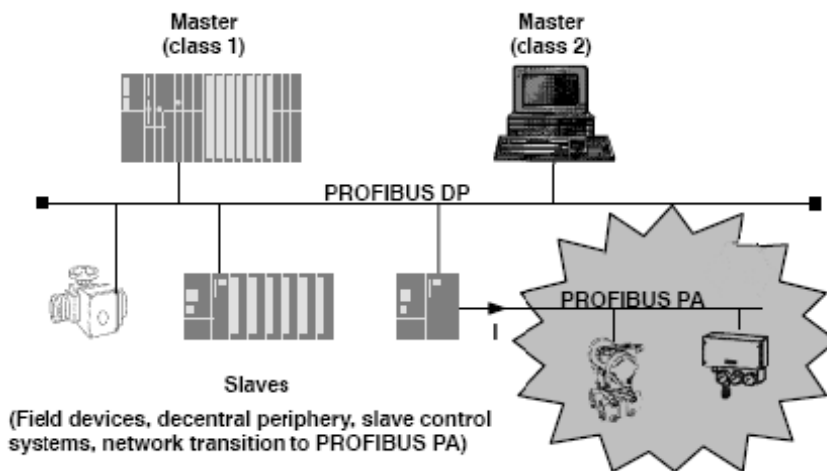 Master
(class 1)
Master
(class 2)
PROFIBUS DP
PROFIBUS PA
I
Slaves
(Field devices, decentral periphery, slave control
systems, network transition to PROFIBUS PA)